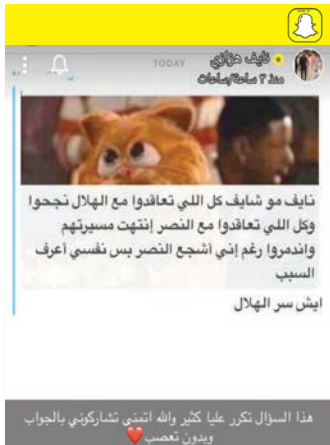 نايف هزازي
TODAY
منذ ٣ ساعة/ساعات
نايف مو شايف كل اللي تعاقدوا مع الهلال نجحوا
وكل اللي تعاقدوا مع النصر إنتهت مسيرتهم
واندمروا رغم إني أشجع النصر بس نفسي أعرف
السبب
ايش سر الهلال
هذا السؤال تكرر عليا كثير والله اتمنى تشاركوني بالجواب
وبدون تعصب❤️